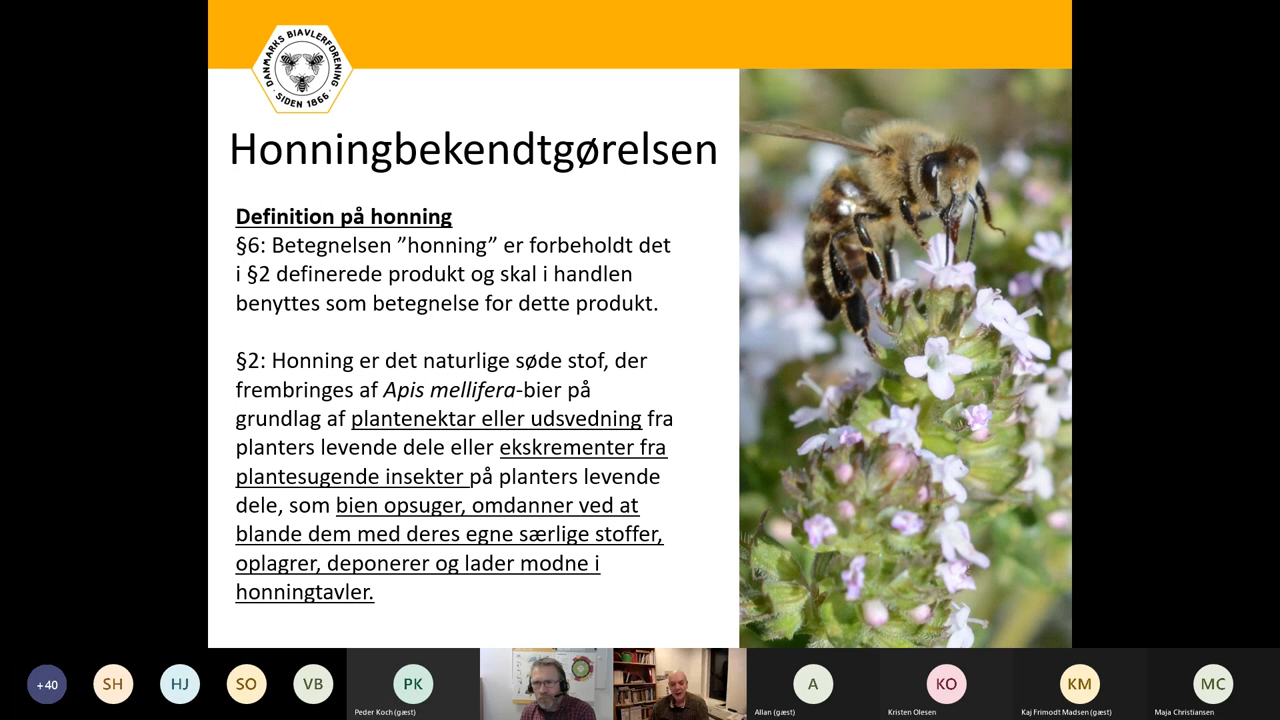 DANMARKS BIAVLERFORENING
· SIDEN 1866 ·
Honningbekendtgørelsen
Definition på honning
§6: Betegnelsen ”honning” er forbeholdt det
i §2 definerede produkt og skal i handlen
benyttes som betegnelse for dette produkt.
§2: Honning er det naturlige søde stof, der
frembringes af Apis mellifera-bier på
grundlag af plantenektar eller udsvedning fra
planters levende dele eller ekskrementer fra
plantesugende insekter på planters levende
dele, som bien opsuger, omdanner ved at
blande dem med deres egne særlige stoffer,
oplagrer, deponerer og lader modne i
honningtavler.
+40
SH
HJ
SO
VB
PK
Peder Koch (gæst)
A
Allan (gæst)
KO
Kristen Olesen
KM
Kaj Frimodt Madsen (gæst)
MC
Maja Christiansen